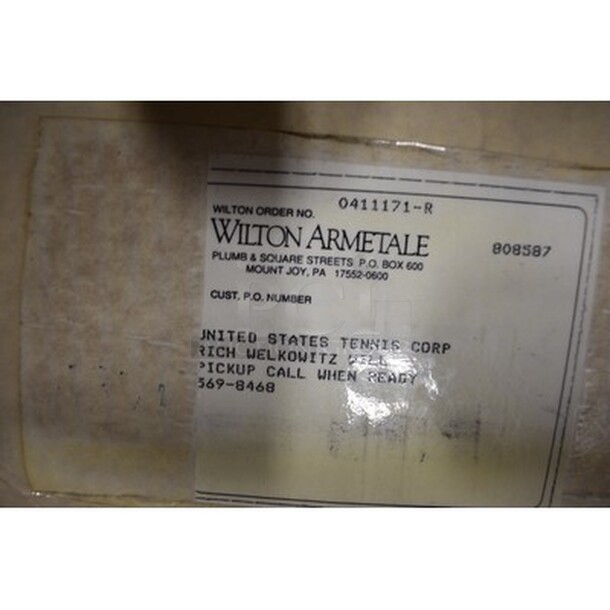 WILTON ORDER NO. 0411171-R
WILTON ARMETALE 808587
PLUMB & SQUARE STREETS P.O. BOX 600
MOUNT JOY, PA 17552-0600
CUST. P.O. NUMBER
UNITED STATES TENNIS CORP
RICH WELKOWITZ WILL
PICKUP CALL WHEN READY
569-8468